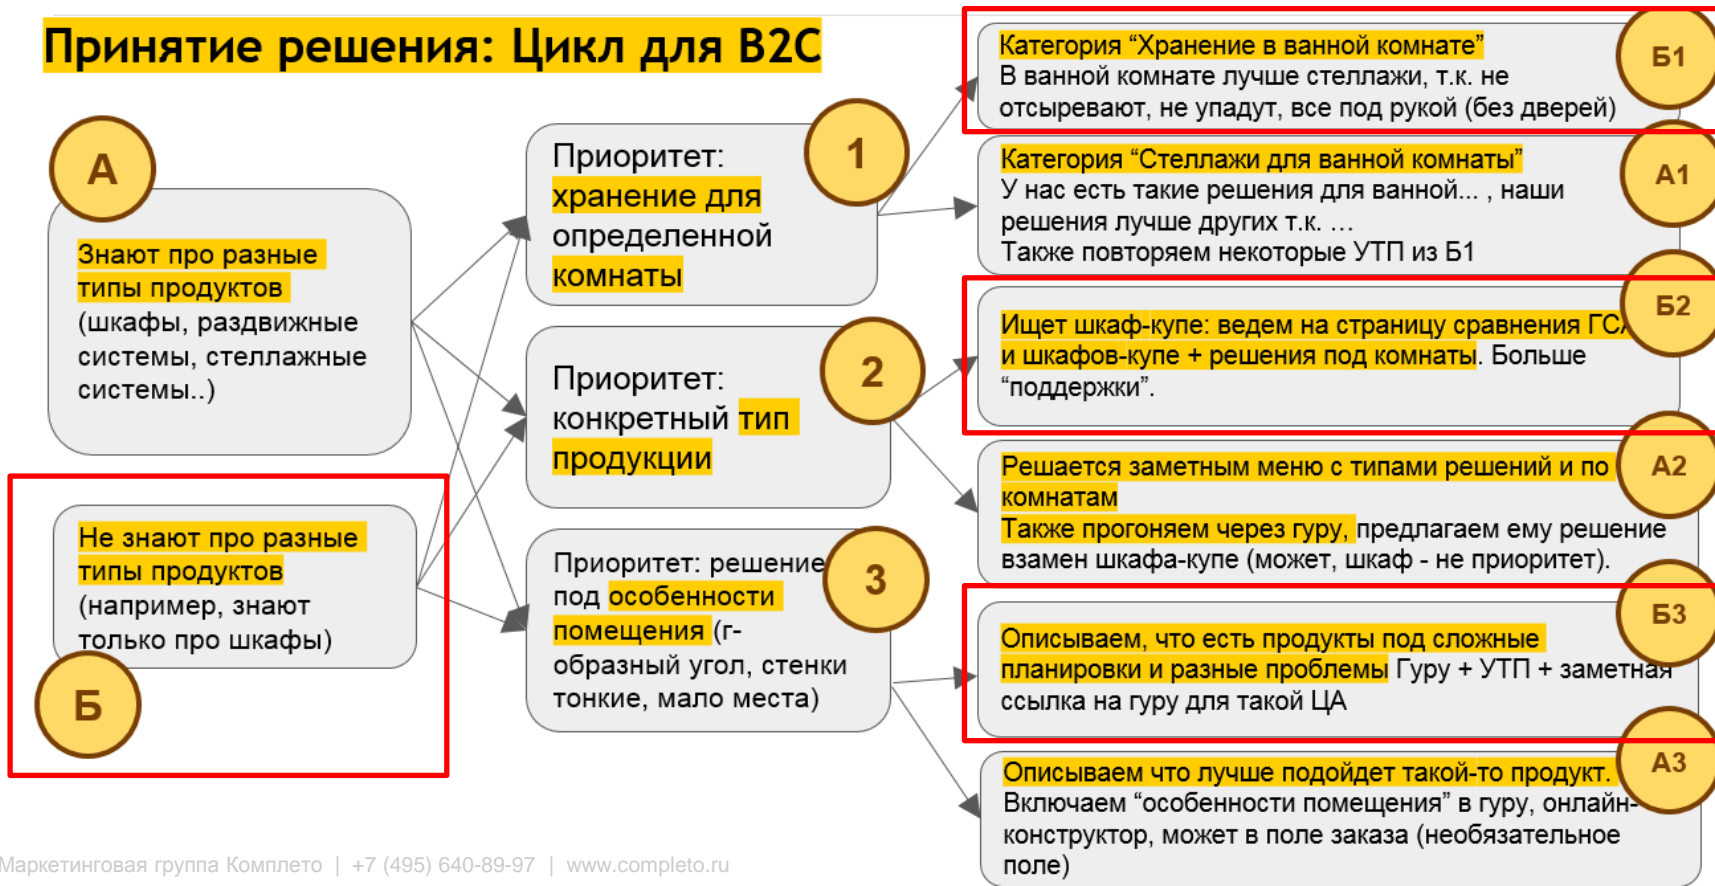 Принятие решения: Цикл для B2C
А
Знают про разные
типы продуктов
(шкафы, раздвижные
системы, стеллажные
системы..)
Не знают про разные
типы продуктов
(например, знают
только про шкафы)
Б
1
Приоритет:
хранение для
определенной
комнаты
2
Приоритет:
конкретный тип
продукции
3
Приоритет: решение
под особенности
помещения (г-
образный угол, стенки
тонкие, мало места)
Б1
Категория “Хранение в ванной комнате”
В ванной комнате лучше стеллажи, т.к. не
отсыревают, не упадут, все под рукой (без дверей)
А1
Категория “Стеллажи для ванной комнаты”
У нас есть такие решения для ванной... , наши
решения лучше других т.к. ...
Также повторяем некоторые УТП из Б1
Б2
Ищет шкаф-купе: ведем на страницу сравнения
и шкафов-купе + решения под комнаты. Больше
“поддержки”.
А2
Решается заметным меню с типами решений и по
комнатам
Также прогоняем через гуру, предлагаем ему решение
взамен шкафа-купе (может, шкаф - не приоритет).
Б3
Описываем, что есть продукты под сложные
планировки и разные проблемы Гуру + УТП + заметная
ссылка на гуру для такой ЦА
А3
Описываем что лучше подойдет такой-то продукт.
Включаем “особенности помещения” в гуру, онлайн-
конструктор, может в поле заказа (необязательное
поле)
Маркетинговая группа Комплето | +7 (495) 640-89-97 | www.completo.ru